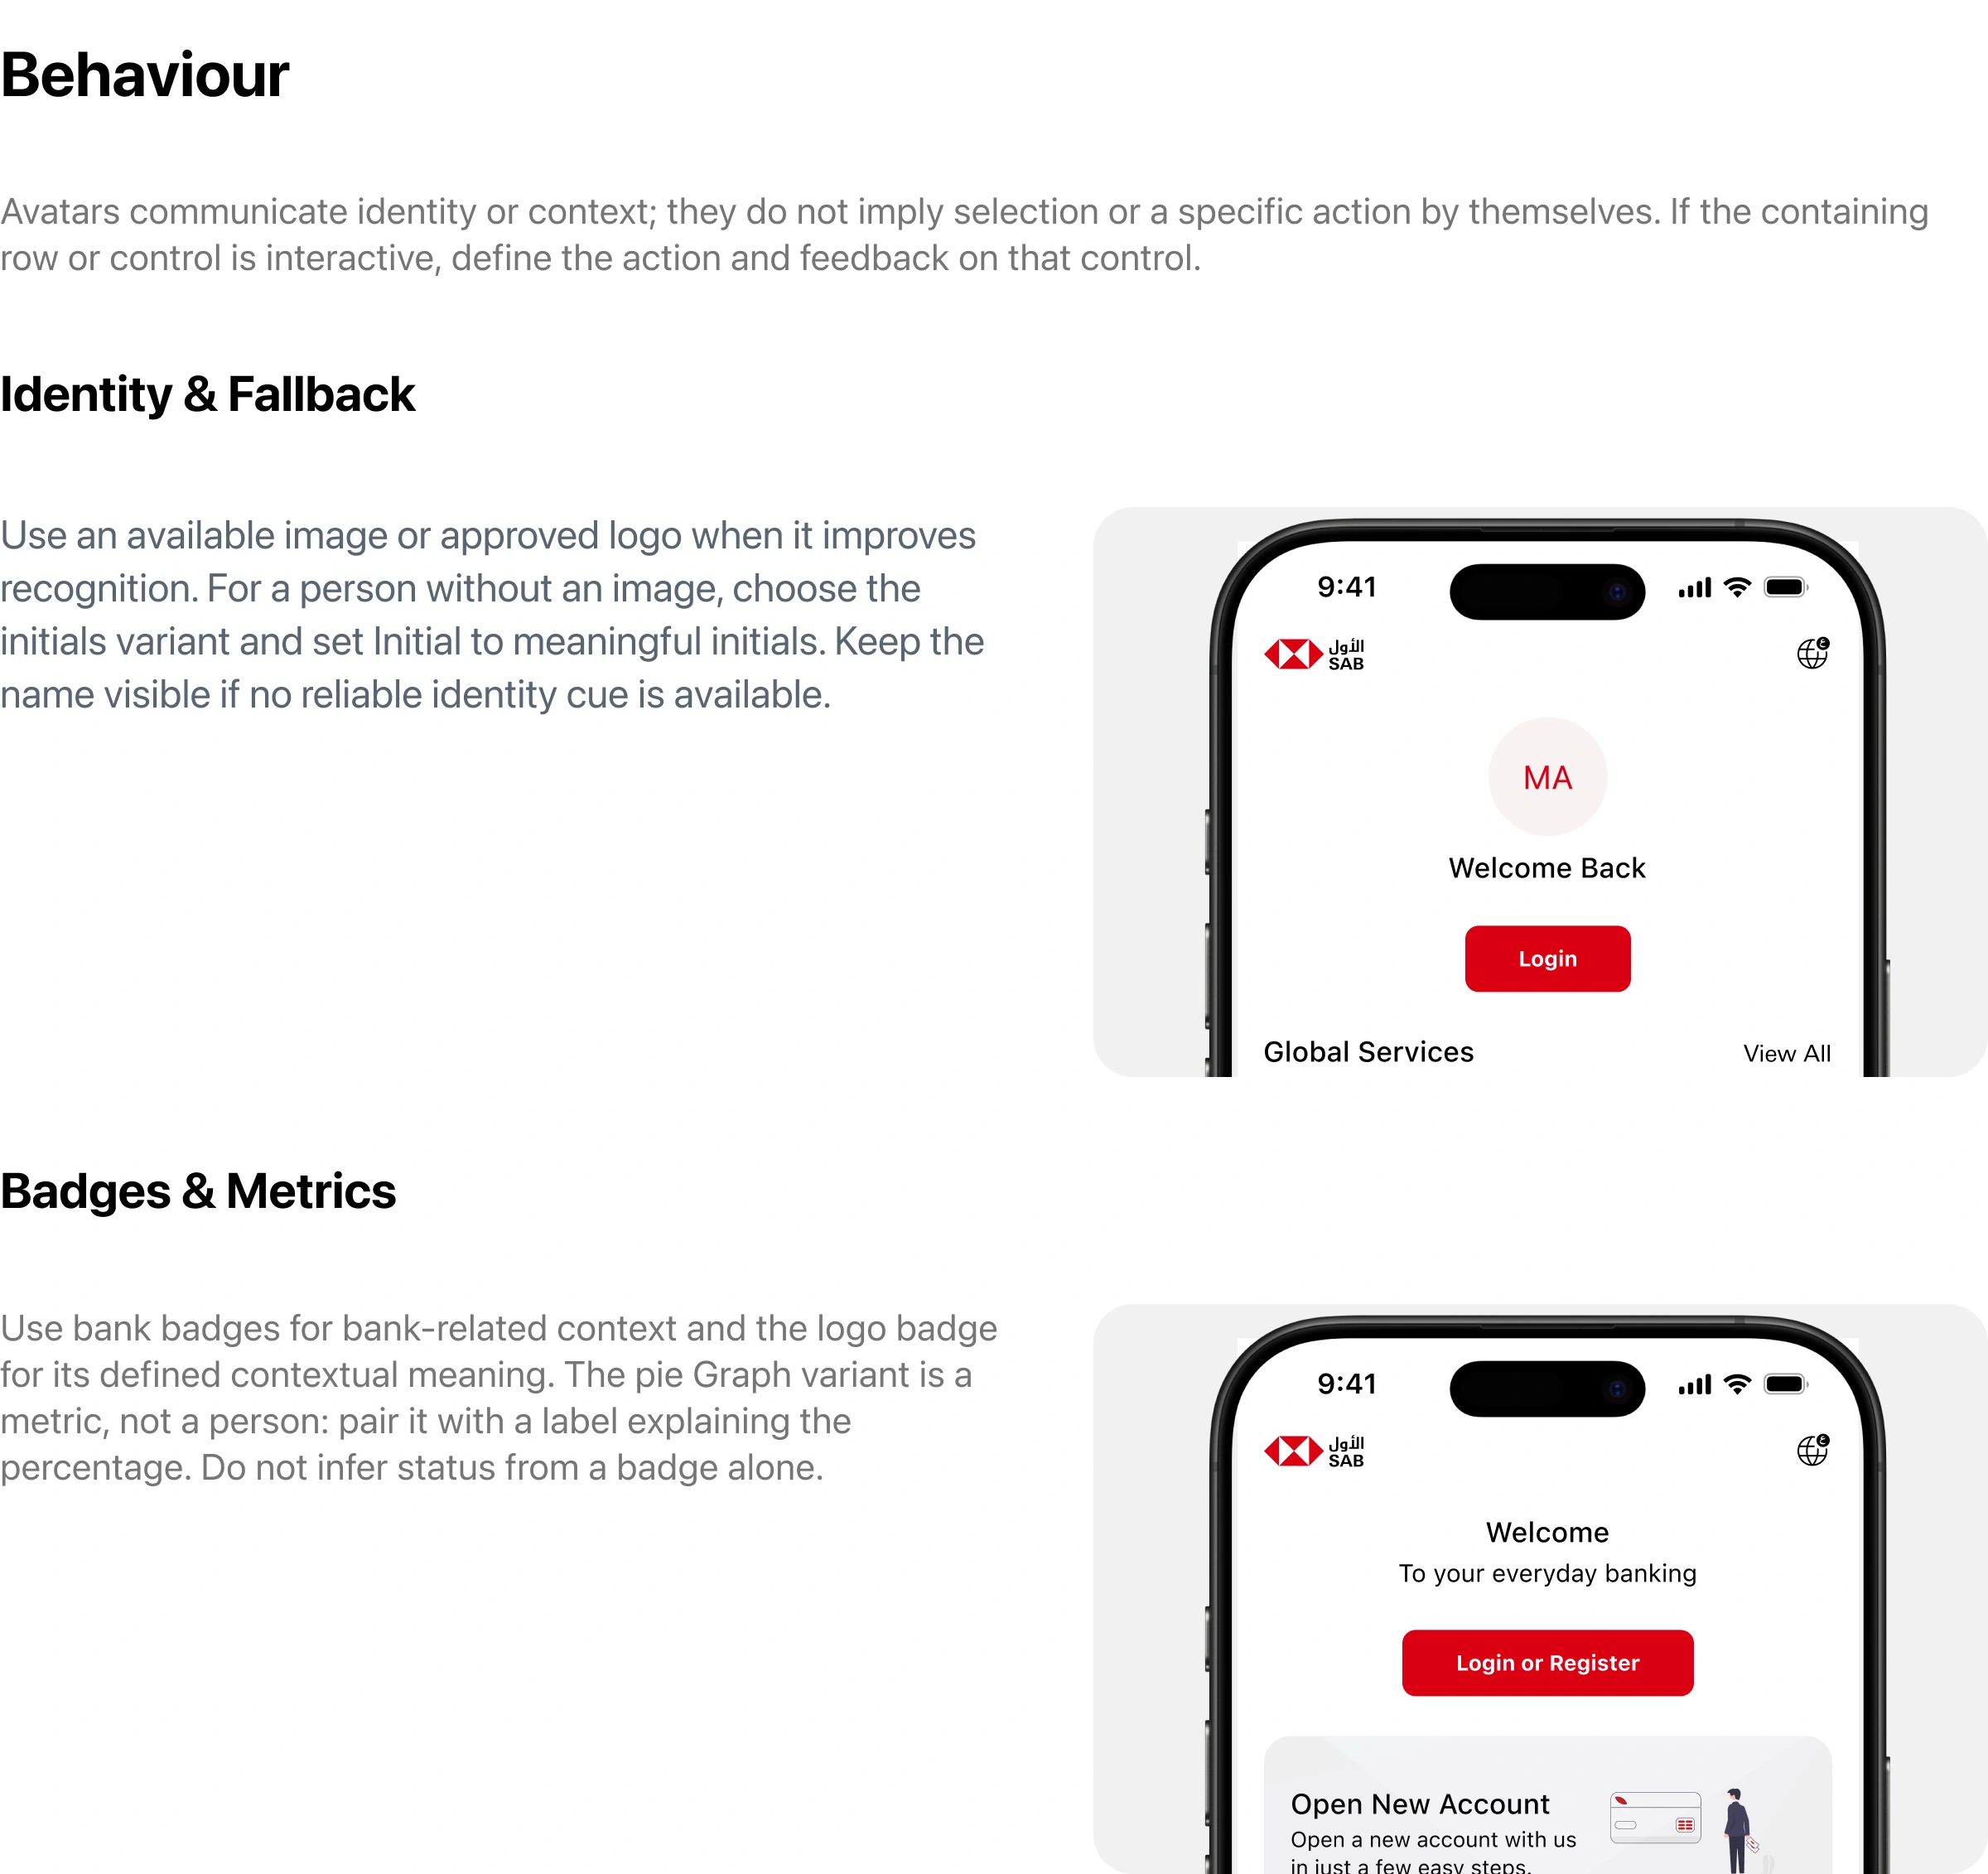 Behaviour
Avatars communicate identity or context; they do not imply selection or a specific action by themselves. If the containing
row or control is interactive, define the action and feedback on that control.
Identity & Fallback
Use an available image or approved logo when it improves
recognition. For a person without an image, choose the
initials variant and set Initial to meaningful initials. Keep the
name visible if no reliable identity cue is available.
9:41
الأول
SAB
ع
MA
Welcome Back
Login
Global Services
View All
Badges & Metrics
Use bank badges for bank-related context and the logo badge
for its defined contextual meaning. The pie Graph variant is a
metric, not a person: pair it with a label explaining the
percentage. Do not infer status from a badge alone.
9:41
الأول
SAB
ع
Welcome
To your everyday banking
Login or Register
Open New Account
Open a new account with us
in just a few easy steps.